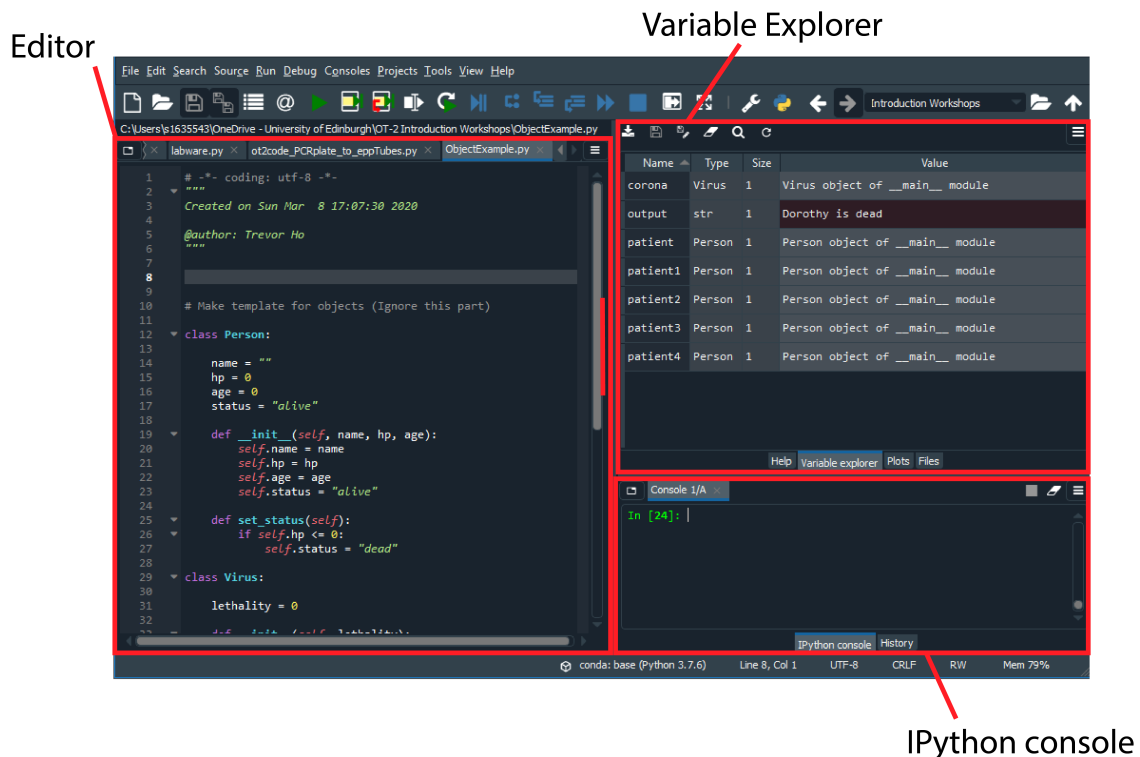 Variable Explorer
Editor
File Edit Search Source Run Debug Consoles Projects Tools View Help
Introduction Workshops
C:\Users\s1635543\OneDrive - University of Edinburgh\OT-2 Introduction Workshops\ObjectExample.py
labware.py ot2code_PCRplate_to_eppTubes.py ObjectExample.py
1 # -*- coding: utf-8 -*-
2 """
3 Created on Sun Mar  8 17:07:30 2020
4
5 @author: Trevor Ho
6 """
7
8
9
10 # Make template for objects (Ignore this part)
11
12 class Person:
13
14     name = ""
15     hp = 0
16     age = 0
17     status = "alive"
18
19     def __init__(self, name, hp, age):
20         self.name = name
21         self.hp = hp
22         self.age = age
23         self.status = "alive"
24
25     def set_status(self):
26         if self.hp <= 0:
27             self.status = "dead"
28
29 class Virus:
30
31     lethality = 0
32
33     def __init__(self, lethality):
Name Type Size Value
corona Virus 1 Virus object of __main__ module
output str 1 Dorothy is dead
patient Person 1 Person object of __main__ module
patient1 Person 1 Person object of __main__ module
patient2 Person 1 Person object of __main__ module
patient3 Person 1 Person object of __main__ module
patient4 Person 1 Person object of __main__ module
Help Variable explorer Plots Files
Console 1/A
In [24]:
IPython console History
conda: base (Python 3.7.6) Line 8, Col 1 UTF-8 CRLF RW Mem 79%
IPython console